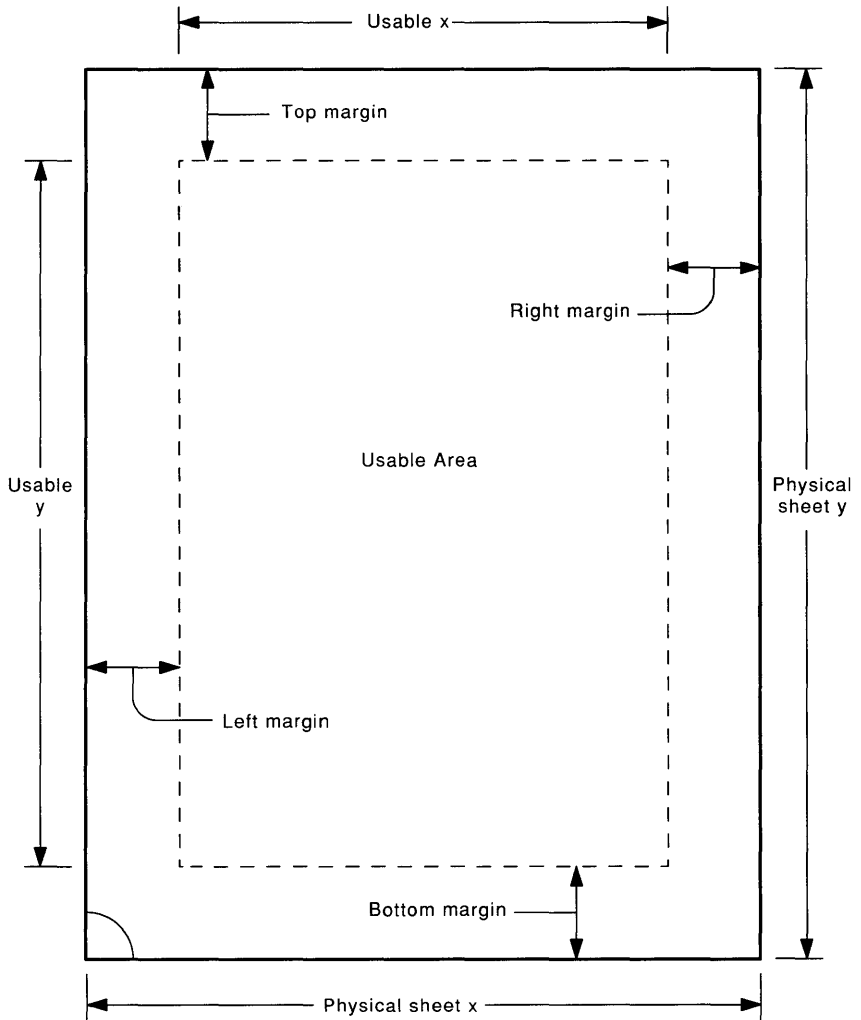 Usable x
Top margin
Right margin
Usable Area
Usable
y
Physical
sheet y
Left margin
Bottom margin
Physical sheet x